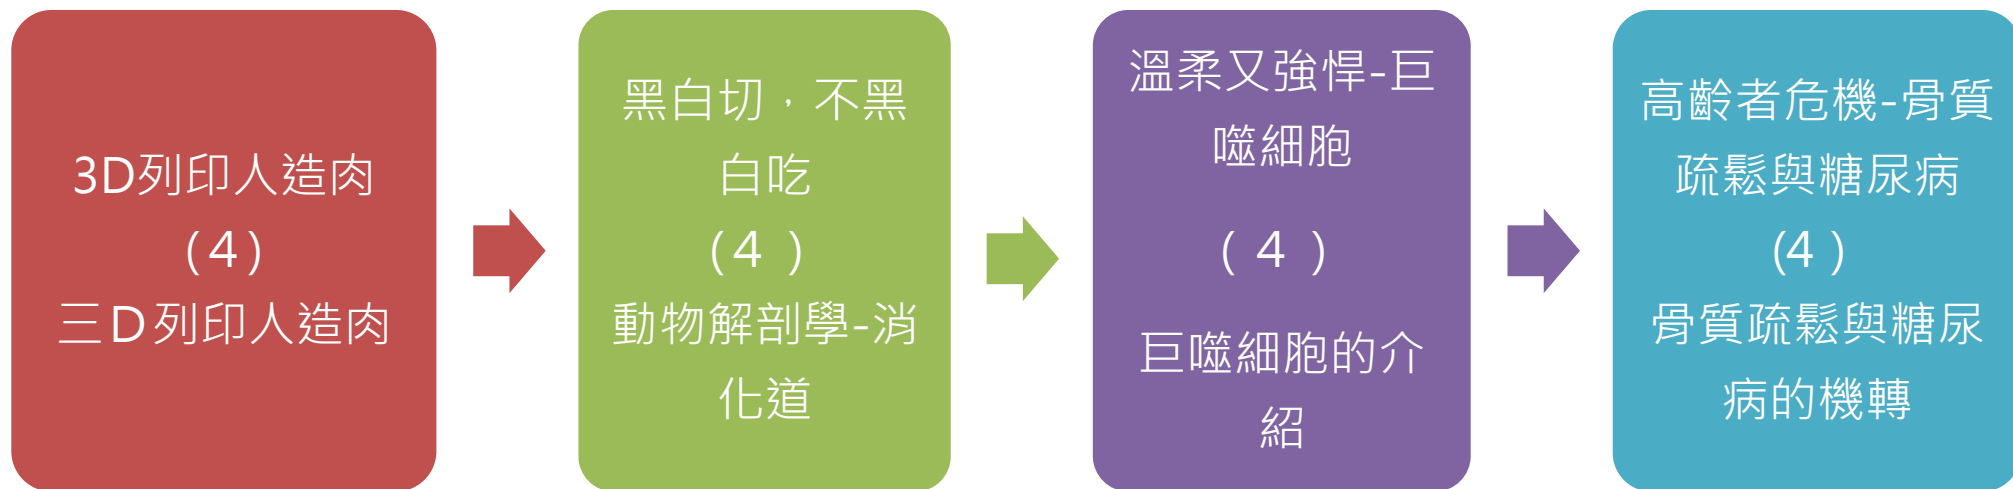 3D列印人造肉
(4)
三D列印人造肉
黑白切，不黑
白吃
(4 )
動物解剖學-消
化道
溫柔又強悍-巨
噬細胞
( 4 )
巨噬細胞的介
紹
高齡者危機-骨質
疏鬆與糖尿病
(4 )
骨質疏鬆與糖尿
病的機轉